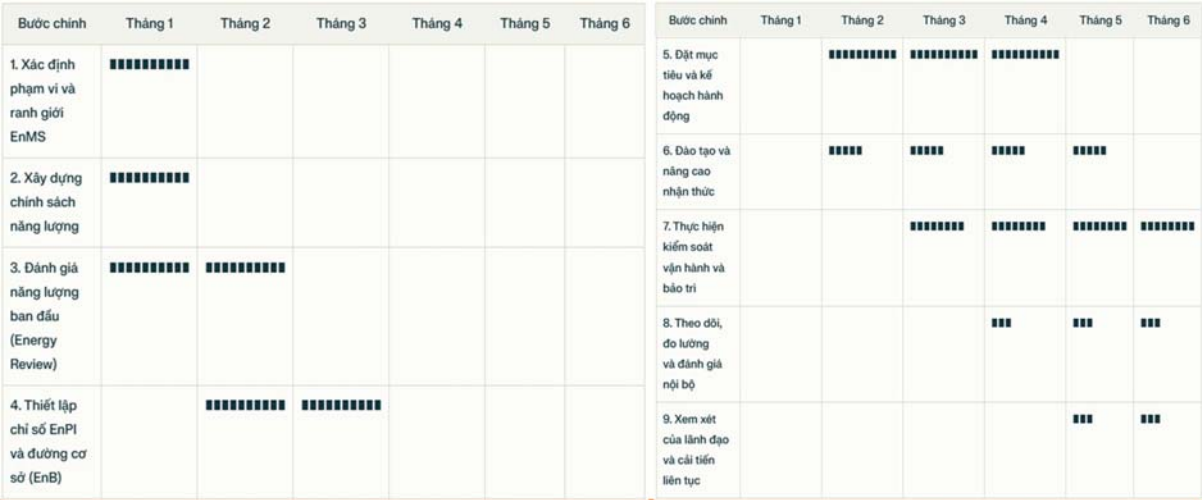 Bước chính Tháng 1 Tháng 2 Tháng 3 Tháng 4 Tháng 5 Tháng 6
1. Xác định
phạm vi và
ranh giới
EnMS
2. Xây dựng
chính sách
năng lượng
3. Đánh giá
năng lượng
ban đầu
(Energy
Review)
4. Thiết lập
chỉ số EnPI
và đường cơ
sở (EnB)
Bước chính Tháng 1 Tháng 2 Tháng 3 Tháng 4 Tháng 5 Tháng 6
5. Đặt mục
tiêu và kế
hoạch hành
động
6. Đào tạo và
nâng cao
nhận thức
7. Thực hiện
kiểm soát
vận hành và
bảo trì
8. Theo dõi,
đo lường
và đánh giá
nội bộ
9. Xem xét
của lãnh đạo
và cải tiến
liên tục